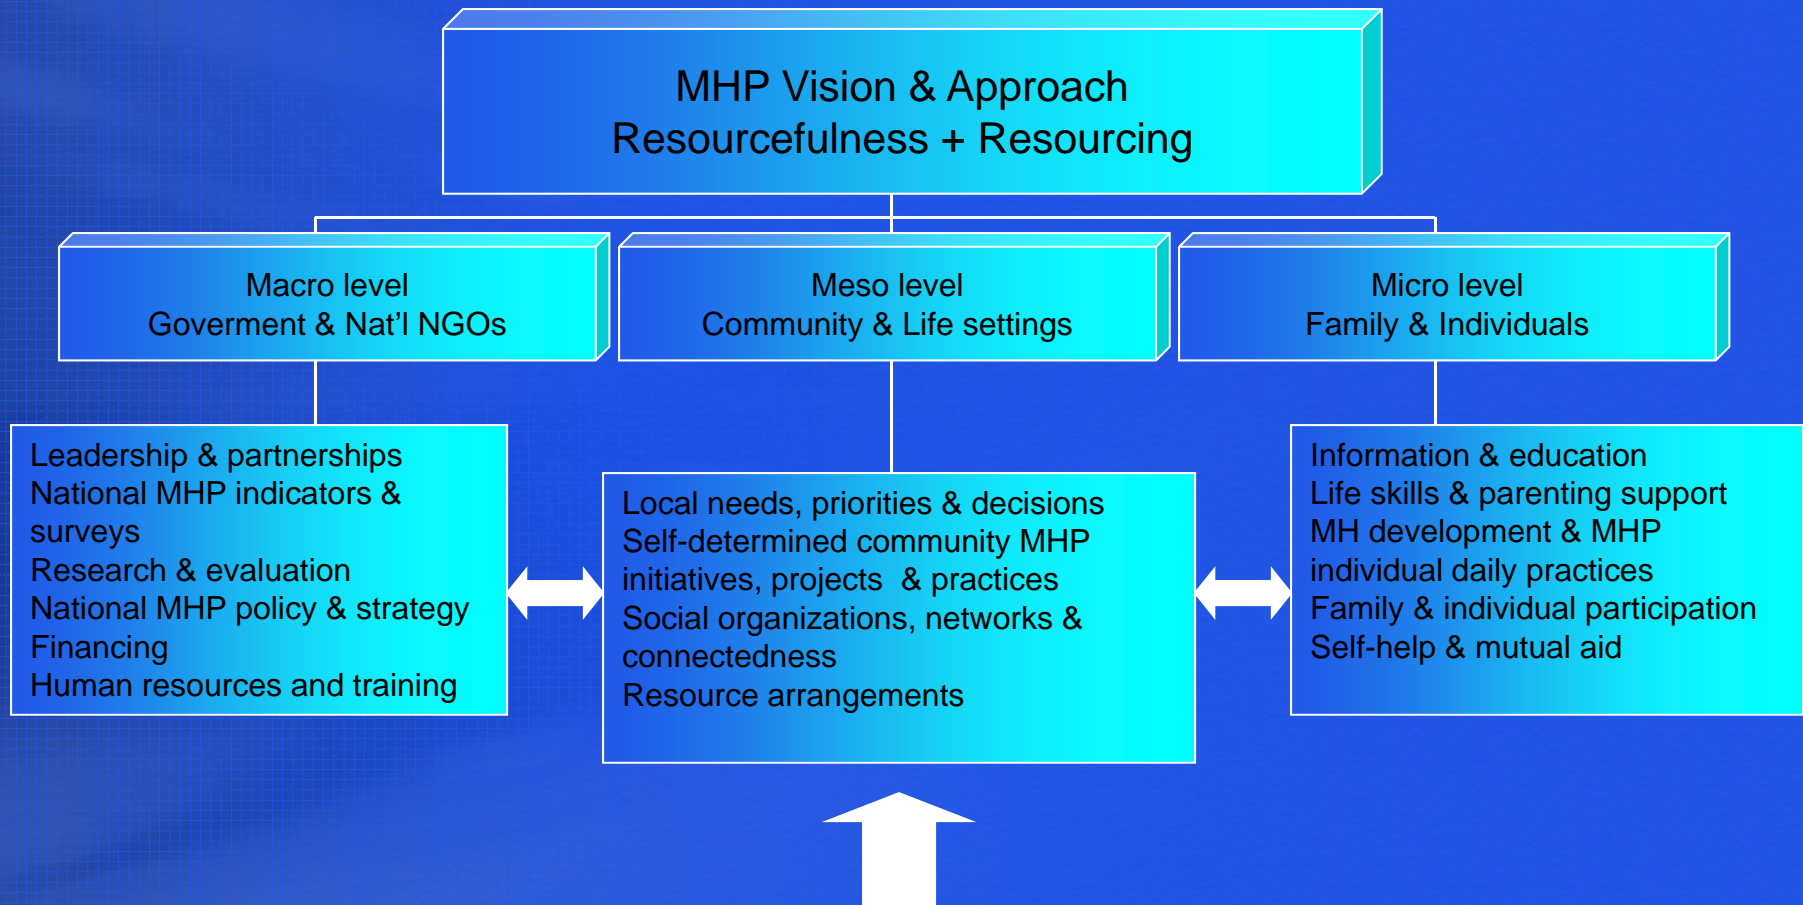 MHP Vision & Approach
Resourcefulness + Resourcing
Macro level
Goverment & Nat'l NGOs
Meso level
Community & Life settings
Micro level
Family & Individuals
Leadership & partnerships
National MHP indicators &
surveys
Research & evaluation
National MHP policy & strategy
Financing
Human resources and training
Local needs, priorities & decisions
Self-determined community MHP
initiatives, projects & practices
Social organizations, networks &
connectedness
Resource arrangements
Information & education
Life skills & parenting support
MH development & MHP
individual daily practices
Family & individual participation
Self-help & mutual aid